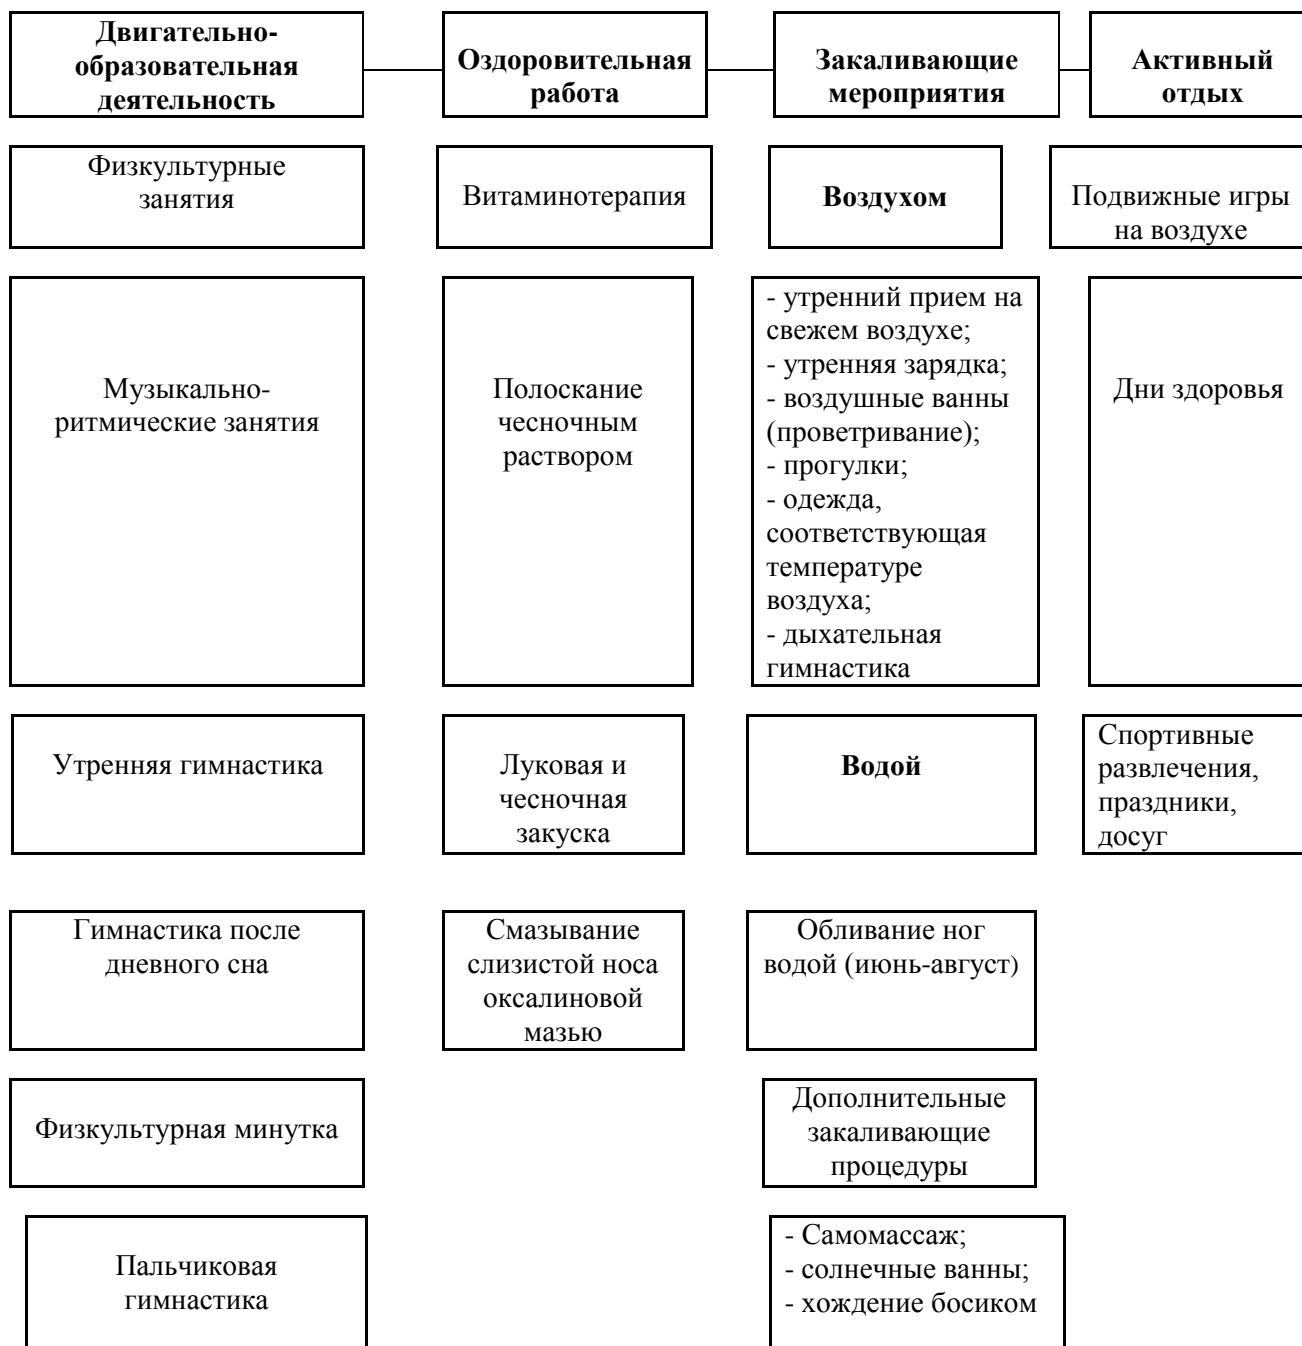 Двигательно-
образовательная
деятельность
Оздоровительная
работа
Закаливающие
мероприятия
Активный
отдых
Физкультурные
занятия
Витаминотерапия
Воздухом
Подвижные игры
на воздухе
Музыкально-
ритмические занятия
Полоскание
чесночным
раствором
- утренний прием на
свежем воздухе;
- утренняя зарядка;
- воздушные ванны
(проветривание);
- прогулки;
- одежда,
соответствующая
температуре
воздуха;
- дыхательная
гимнастика
Дни здоровья
Утренняя гимнастика
Луковая и
чесночная
закуска
Водой
Спортивные
развлечения,
праздники,
досуг
Гимнастика после
дневного сна
Смазывание
слизистой носа
оксалиновой
мазью
Обливание ног
водой (июнь-август)
Физкультурная минутка
Дополнительные
закаливающие
процедуры
Пальчиковая
гимнастика
- Самомассаж;
- солнечные ванны;
- хождение босиком